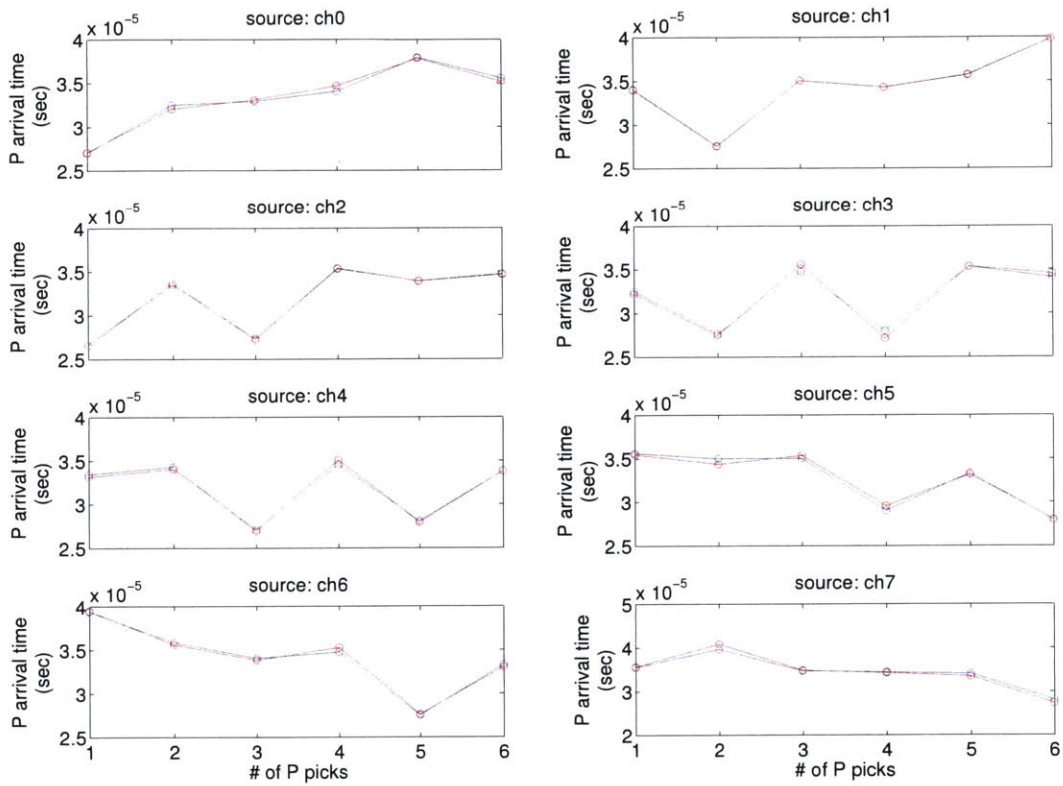 source: ch0
x 10⁻⁵
4
3.5
3
2.5
P arrival time
(sec)
source: ch1
x 10⁻⁵
4
3.5
3
2.5
P arrival time
(sec)
source: ch2
x 10⁻⁵
4
3.5
3
2.5
P arrival time
(sec)
source: ch3
x 10⁻⁵
4
3.5
3
2.5
P arrival time
(sec)
source: ch4
x 10⁻⁵
4
3.5
3
2.5
P arrival time
(sec)
source: ch5
x 10⁻⁵
4
3.5
3
2.5
P arrival time
(sec)
source: ch6
x 10⁻⁵
4
3.5
3
2.5
P arrival time
(sec)
1 2 3 4 5 6
# of P picks
source: ch7
x 10⁻⁵
5
4
3
2
P arrival time
(sec)
1 2 3 4 5 6
# of P picks